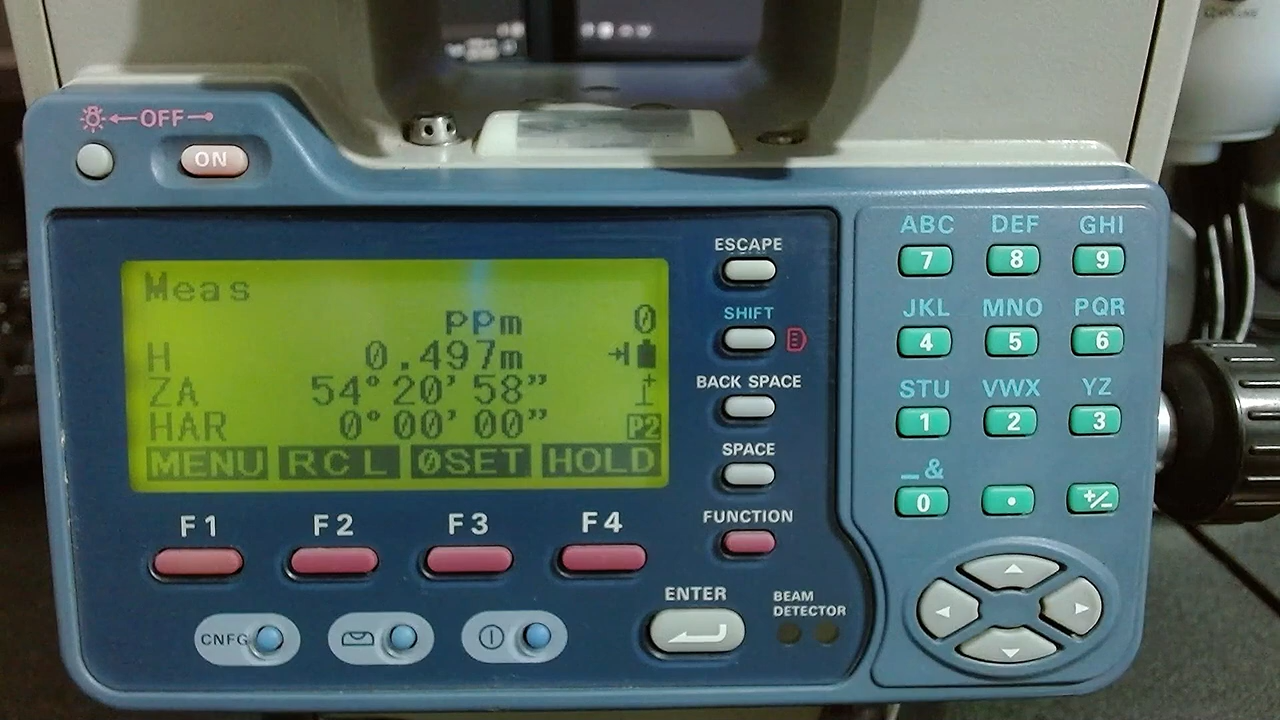 OFF
ON
Meas
ppm 0
H 0.497m
ZA 54°20'58"
HAR 0°00'00" P2
MENU RCL 0SET HOLD
F1 F2 F3 F4
CNFG
ESCAPE
SHIFT
BACK SPACE
SPACE
FUNCTION
ENTER
BEAM
DETECTOR
ABC DEF GHI
7 8 9
JKL MNO PQR
4 5 6
STU VWX YZ
1 2 3
_&
0 . +/-